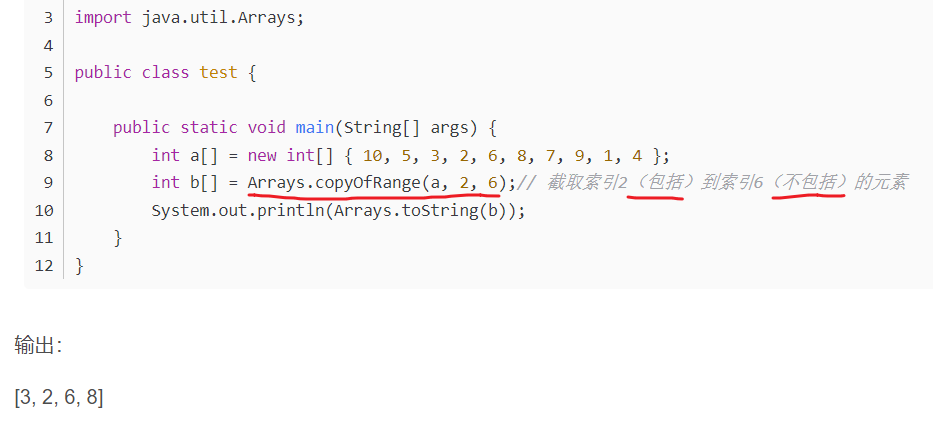 3 import java.util.Arrays;
4
5 public class test {
6
7 public static void main(String[] args) {
8 int a[] = new int[] { 10, 5, 3, 2, 6, 8, 7, 9, 1, 4 };
9 int b[] = Arrays.copyOfRange(a, 2, 6);// 截取索引2（包括）到索引6（不包括）的元素
10 System.out.println(Arrays.toString(b));
11 }
12 }
输出：
[3, 2, 6, 8]